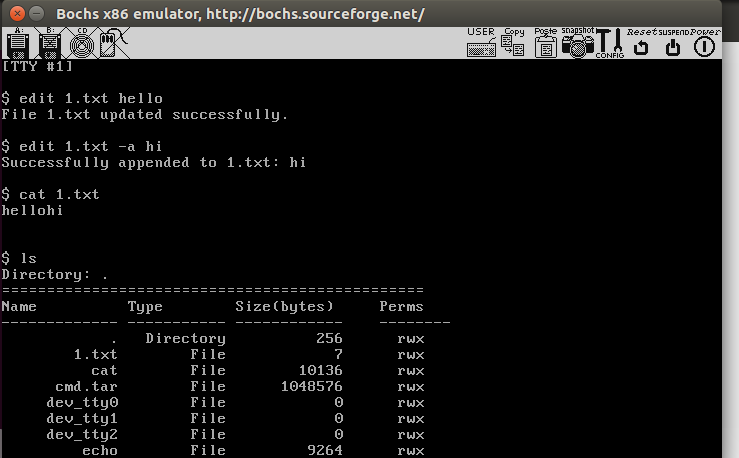 Bochs x86 emulator, http://bochs.sourceforge.net/
A: B: CD USER Copy Paste snapshot CONFIG Reset SUSPEND Power
[TTY #1]
$ edit 1.txt hello
File 1.txt updated successfully.
$ edit 1.txt -a hi
Successfully appended to 1.txt: hi
$ cat 1.txt
hellohi
$ ls
Directory: .
===============================================
Name Type Size(bytes) Perms
------------- ----------- ------------ --------
. Directory 256 rwx
1.txt File 7 rwx
cat File 10136 rwx
cmd.tar File 1048576 rwx
dev_tty0 File 0 rwx
dev_tty1 File 0 rwx
dev_tty2 File 0 rwx
echo File 9264 rwx